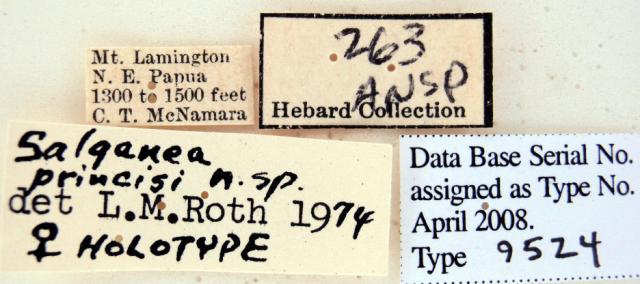 Mt. Lamington
N. E. Papua
1300 to 1500 feet
C. T. McNamara
263
ANSP
Hebard Collection
Salganea
princisi n.sp.
det L.M.Roth 1974
♀ HOLOTYPE
Data Base Serial No.
assigned as Type No.
April 2008.
Type 9524